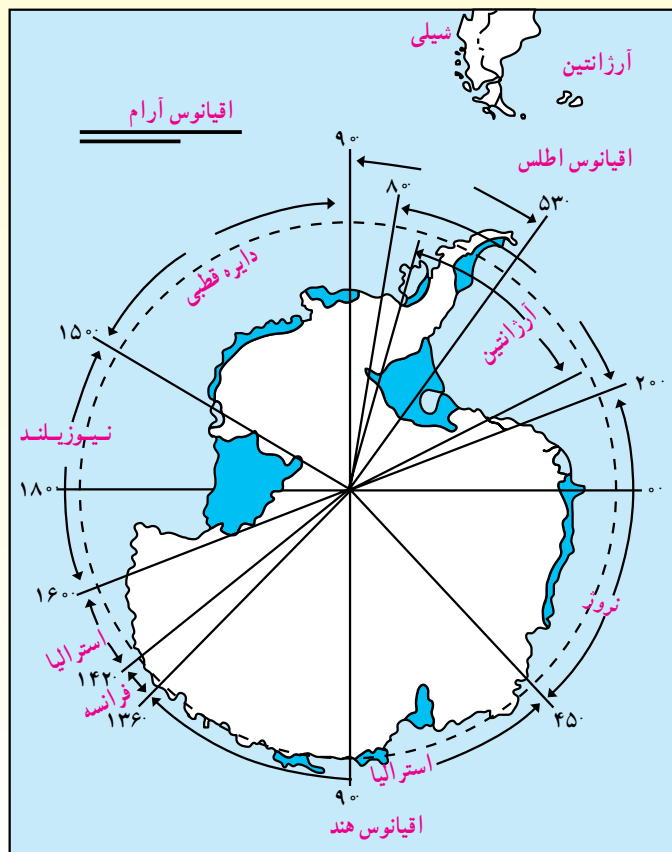 شیلی
آرژانتین
اقیانوس آرام
اقیانوس اطلس
۹۰°
۸۰°
۵۳°
دایره قطبی
آرژانتین
۱۵۰°
۲۰°
نـیـوزیـلنـد
۱۸۰°
۰°
۱۶۰°
نروژ
استرالیا
۱۴۲°
فرانسه
۱۳۶°
۴۵°
استرالیا
۹۰°
اقیانوس هند